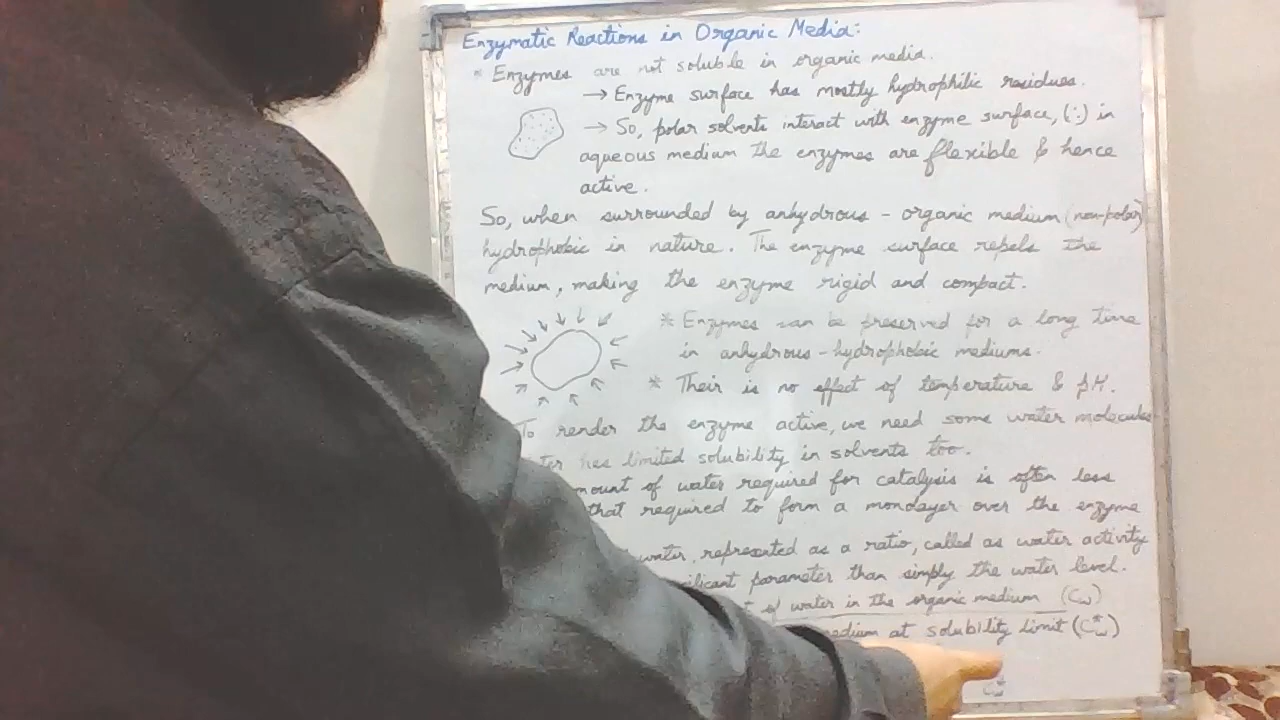 Enzymatic Reactions in Organic Media:
* Enzymes are not soluble in organic media.
→ Enzyme surface has mostly hydrophilic residues.
→ So, polar solvents interact with enzyme surface, (∵) in
aqueous medium the enzymes are flexible & hence
active.
So, when surrounded by anhydrous - organic medium (non-polar)
hydrophobic in nature. The enzyme surface repels the
medium, making the enzyme rigid and compact.
* Enzymes can be preserved for a long time
in anhydrous - hydrophobic mediums.
* Their is no effect of temperature & pH.
To render the enzyme active, we need some water molecules
has limited solubility in solvents too.
of water required for catalysis is often less
that required to form a monolayer over the enzyme
water, represented as a ratio, called as water activity
parameter than simply the water level.
of water in the organic medium (Cw)
medium at solubility limit (C*w)